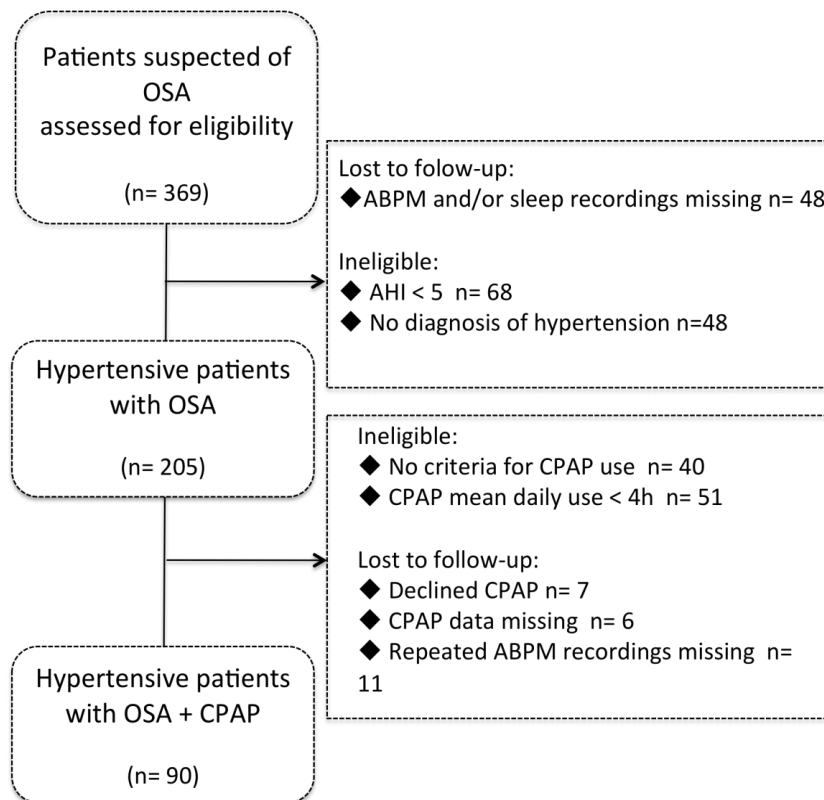 Patients suspected of
OSA
assessed for eligibility
(n= 369)
Lost to folow-up:
◆ABPM and/or sleep recordings missing n= 48
Ineligible:
◆ AHI < 5 n= 68
◆ No diagnosis of hypertension n=48
Hypertensive patients
with OSA
(n= 205)
Ineligible:
◆ No criteria for CPAP use n= 40
◆ CPAP mean daily use < 4h n= 51
Lost to follow-up:
◆ Declined CPAP n= 7
◆ CPAP data missing n= 6
◆ Repeated ABPM recordings missing n=
11
Hypertensive patients
with OSA + CPAP
(n= 90)